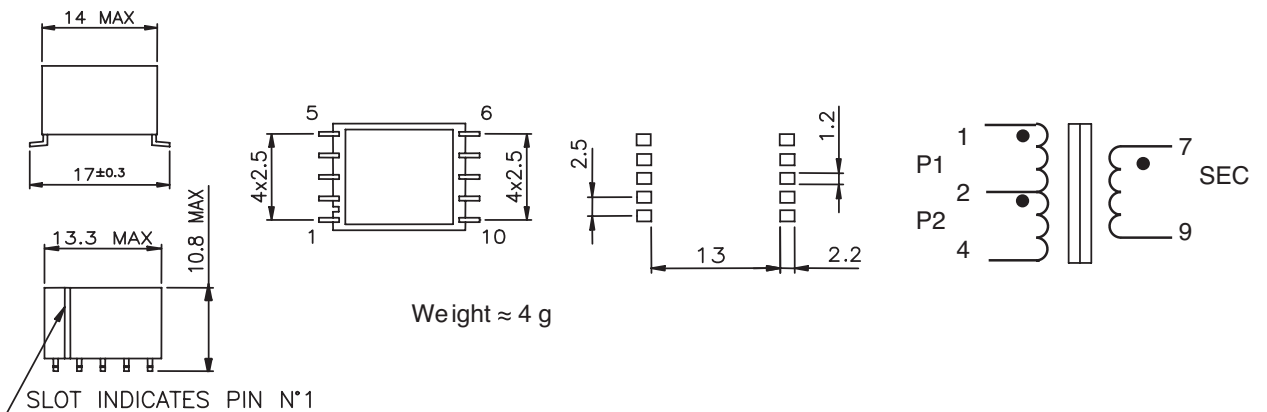 14 MAX
17±0.3
13.3 MAX
10.8 MAX
SLOT INDICATES PIN N°1
5
6
4x2.5
4x2.5
1
10
Weight ≈ 4 g
2.5
1.2
13
2.2
1
P1
2
P2
4
7
SEC
9